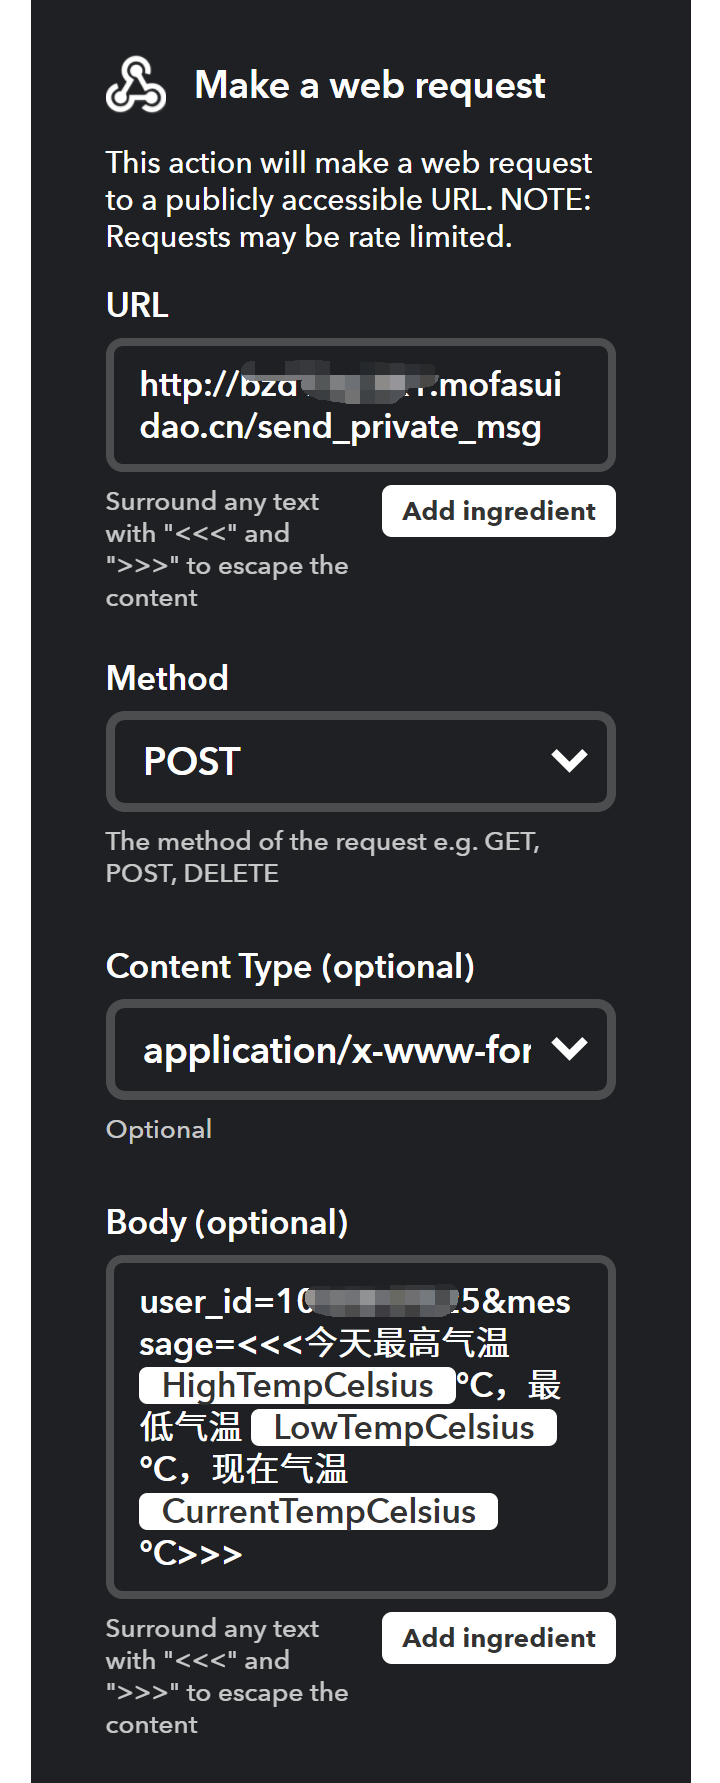 Make a web request
This action will make a web request
to a publicly accessible URL. NOTE:
Requests may be rate limited.
URL
http://bzd .mofasui
dao.cn/send_private_msg
Surround any text
with "<<<" and
">>>" to escape the
content
Add ingredient
Method
POST
The method of the request e.g. GET,
POST, DELETE
Content Type (optional)
application/x-www-for
Optional
Body (optional)
user_id=10 5&mes
sage=<<<今天最高气温
HighTempCelsius °C，最
低气温 LowTempCelsius
°C，现在气温
CurrentTempCelsius
°C>>>
Surround any text
with "<<<" and
">>>" to escape the
content
Add ingredient